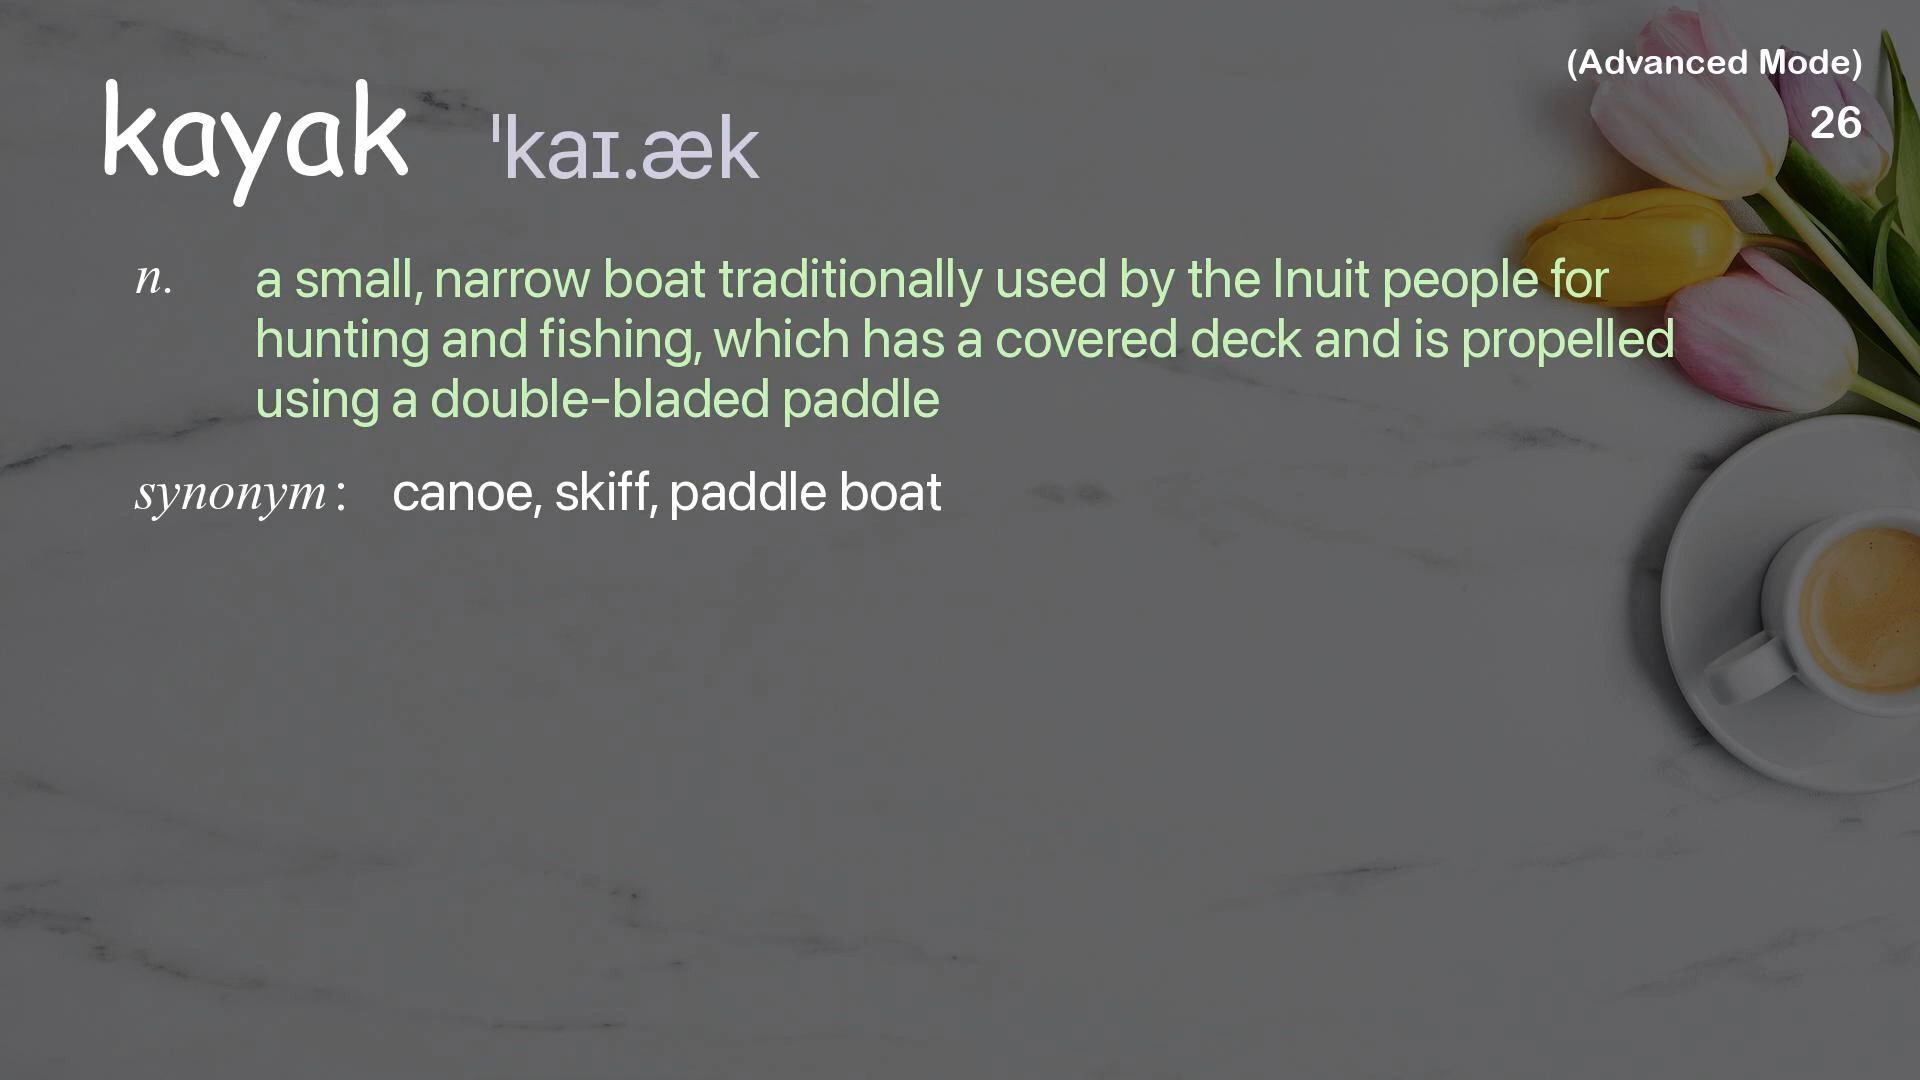 (Advanced Mode)
26
kayak ˈkaɪ.æk
n. a small, narrow boat traditionally used by the Inuit people for
hunting and fishing, which has a covered deck and is propelled
using a double-bladed paddle
synonym: canoe, skiff, paddle boat